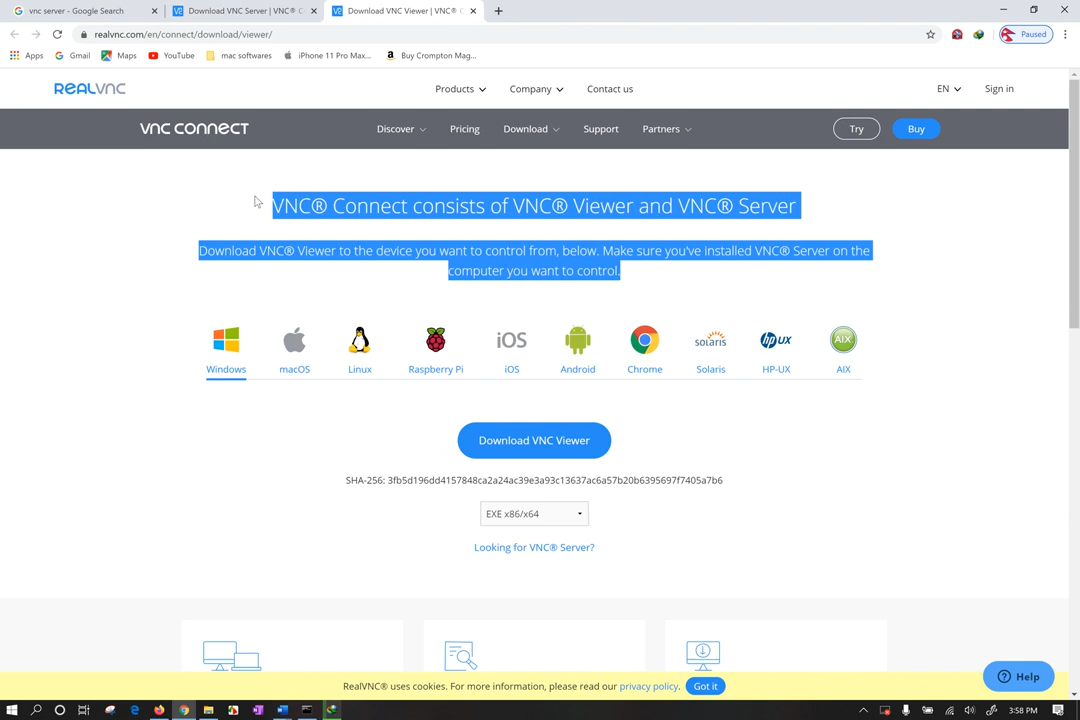 vnc server - Google Search
Download VNC Server | VNC® C
Download VNC Viewer | VNC® C
realvnc.com/en/connect/download/viewer/
Paused
Apps
Gmail
Maps
YouTube
mac softwares
iPhone 11 Pro Max...
Buy Crompton Mag...
REALVNC
Products
Company
Contact us
EN
Sign in
VNC CONNECT
Discover
Pricing
Download
Support
Partners
Try
Buy
VNC® Connect consists of VNC® Viewer and VNC® Server
Download VNC® Viewer to the device you want to control from, below. Make sure you've installed VNC® Server on the
computer you want to control.
iOS
solaris
hp UX
AIX
Windows
macOS
Linux
Raspberry Pi
iOS
Android
Chrome
Solaris
HP-UX
AIX
Download VNC Viewer
SHA-256: 3fb5d196dd4157848ca2a24ac39e3a93c13637ac6a57b20b6395697f7405a7b6
EXE x86/x64
Looking for VNC® Server?
RealVNC® uses cookies. For more information, please read our privacy policy.
Got it
Help
3:58 PM